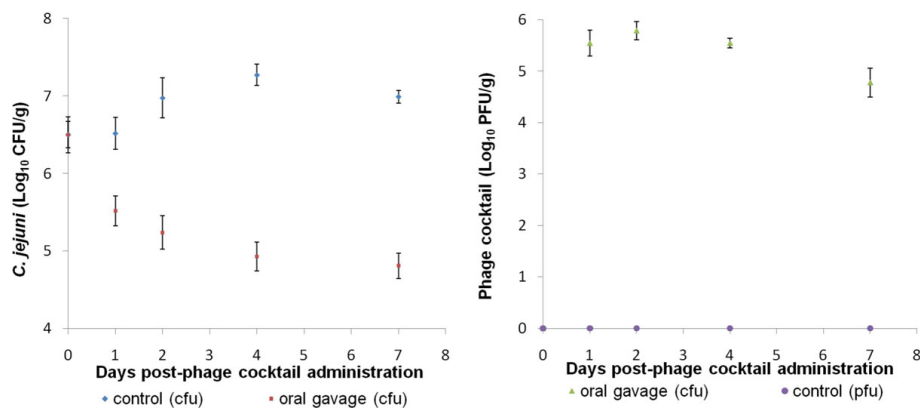 8
7
6
5
4
C. jejuni (Log10 CFU/g)
0 1 2 3 4 5 6 7 8
Days post-phage cocktail administration
control (cfu) oral gavage (cfu)
6
5
4
3
2
1
0
Phage cocktail (Log10 PFU/g)
0 1 2 3 4 5 6 7 8
Days post-phage cocktail administration
oral gavage (cfu) control (pfu)